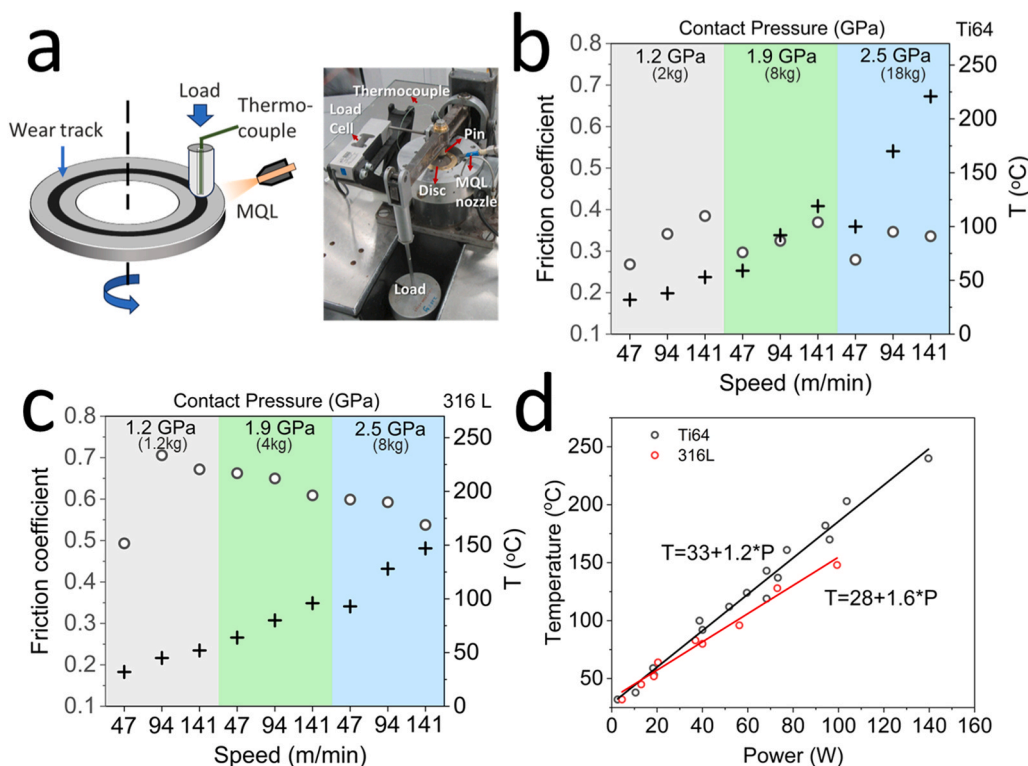 a
Load
Thermo-
couple
Wear track
MQL
Thermocouple
Load
Cell
Pin
Disc
MQL
nozzle
Load
b
Contact Pressure (GPa)
Ti64
1.2 GPa
(2kg)
1.9 GPa
(8kg)
2.5 GPa
(18kg)
Friction coefficient
0.8
0.7
0.6
0.5
0.4
0.3
0.2
0.1
T (oC)
250
200
150
100
50
0
47 94 141 47 94 141 47 94 141
Speed (m/min)
c
Contact Pressure (GPa)
316 L
1.2 GPa
(1.2kg)
1.9 GPa
(4kg)
2.5 GPa
(8kg)
Friction coefficient
0.8
0.7
0.6
0.5
0.4
0.3
0.2
0.1
T (oC)
250
200
150
100
50
0
47 94 141 47 94 141 47 94 141
Speed (m/min)
d
Ti64
316L
T=33+1.2*P
T=28+1.6*P
Temperature (°C)
250
200
150
100
50
0 20 40 60 80 100 120 140 160
Power (W)